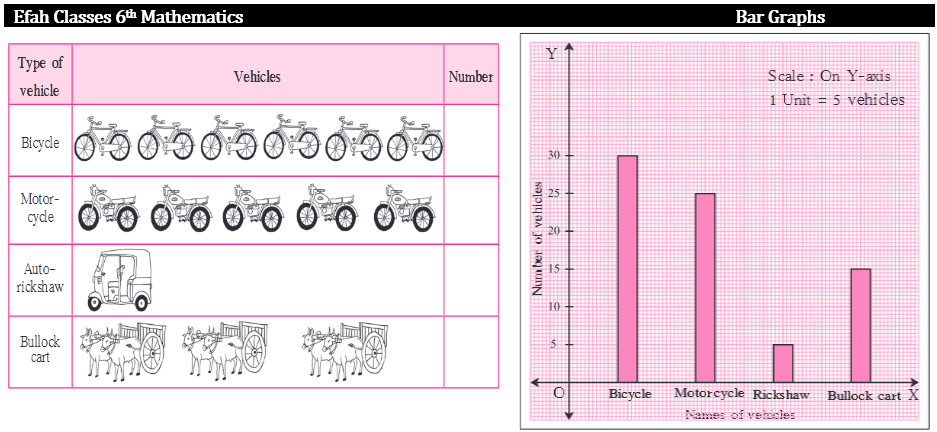 Efah Classes 6th Mathematics
Bar Graphs
Type of
vehicle
Vehicles
Number
Bicycle
Motor-
cycle
Auto-
rickshaw
Bullock
cart
Y
Scale : On Y-axis
1 Unit = 5 vehicles
Number of vehicles
30
25
20
15
10
5
O
Bicycle
Motorcycle
Rickshaw
Bullock cart
X
Names of vehicles